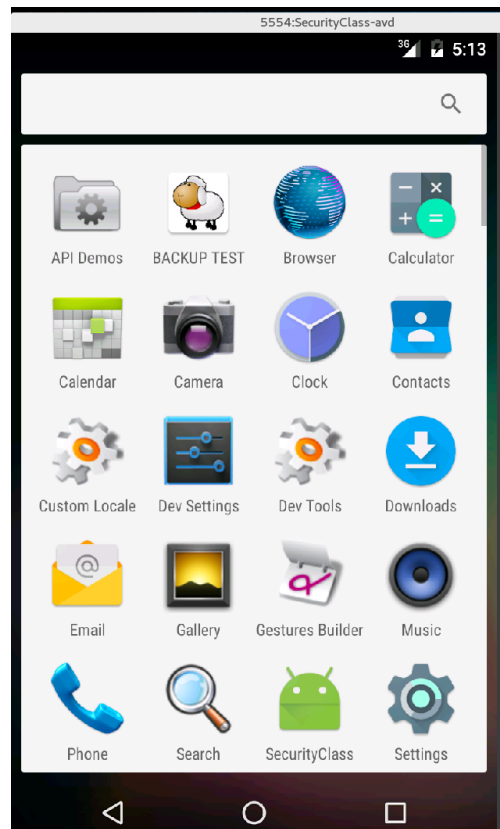 5554:SecurityClass-avd
3G 5:13
API Demos BACKUP TEST Browser Calculator
Calendar Camera Clock Contacts
Custom Locale Dev Settings Dev Tools Downloads
Email Gallery Gestures Builder Music
Phone Search SecurityClass Settings